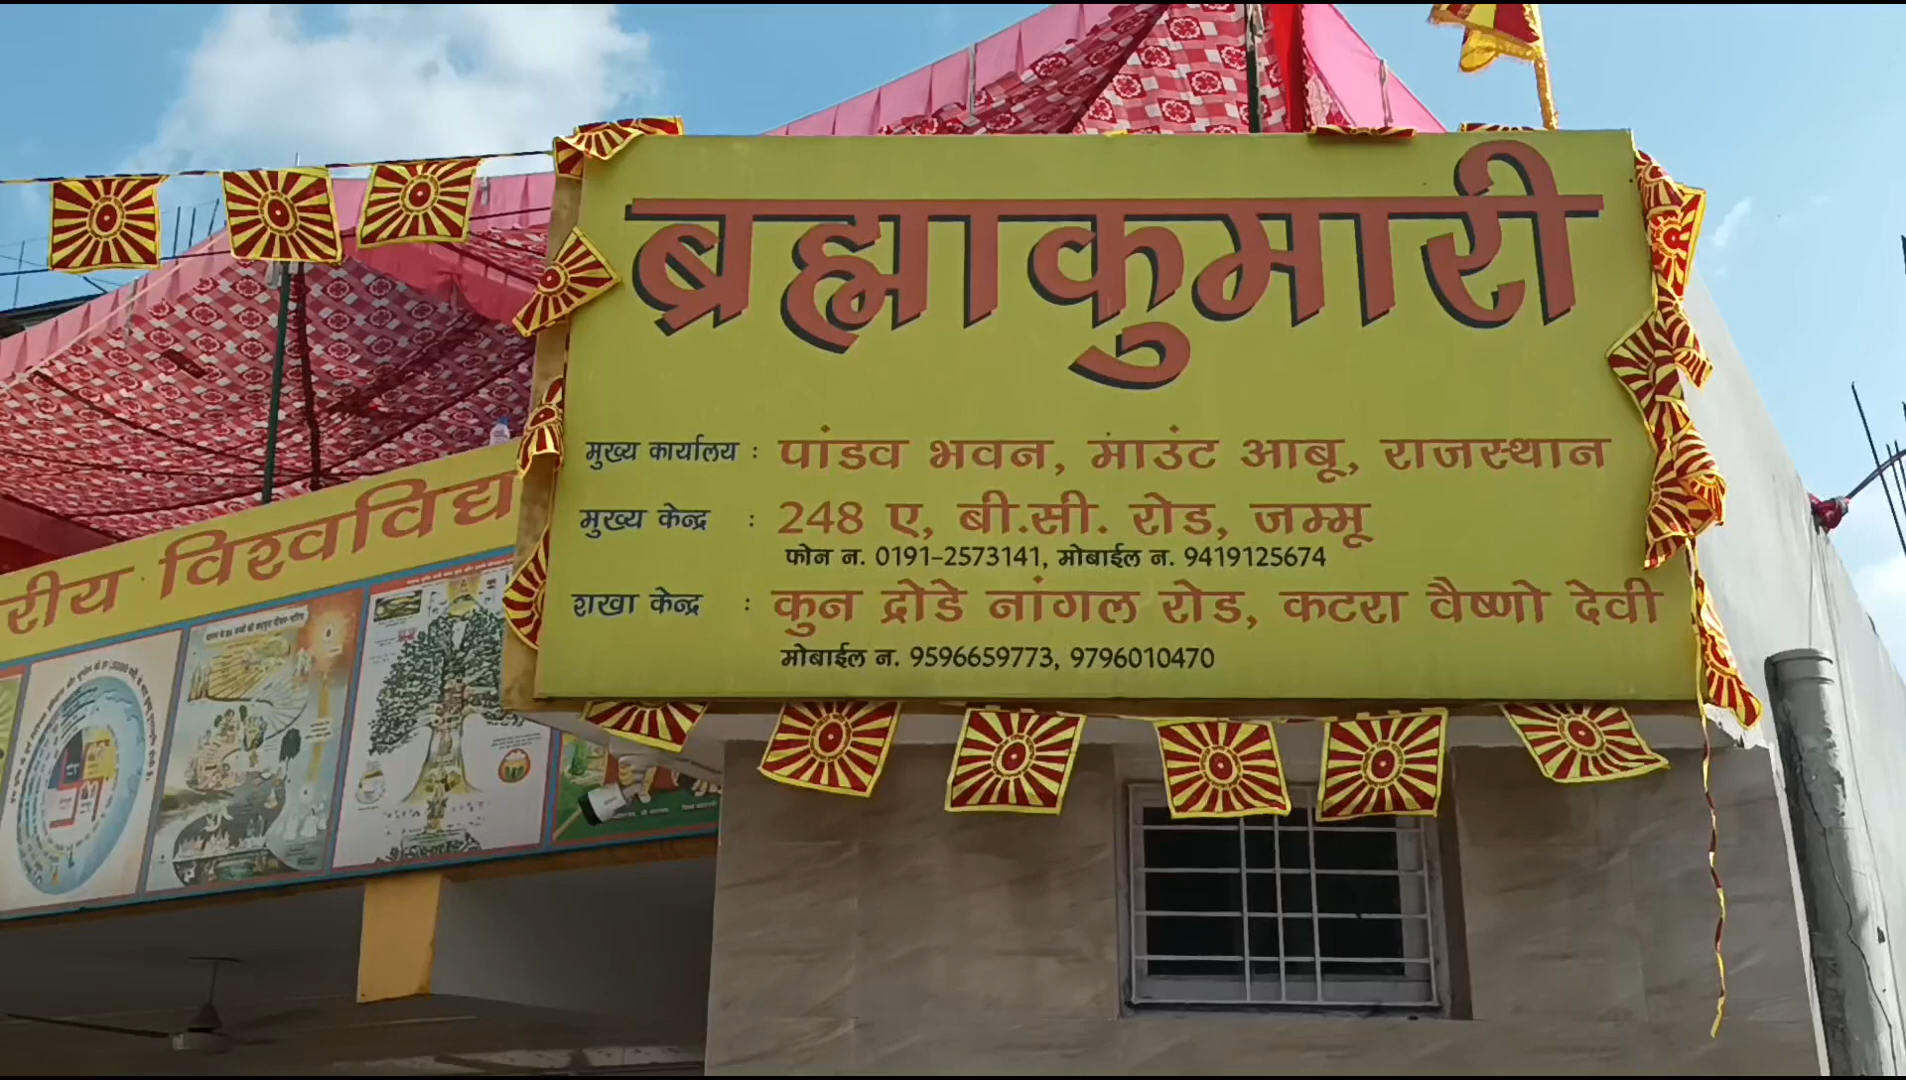 ब्रह्माकुमारी
मुख्य कार्यालय : पांडव भवन, माउंट आबू, राजस्थान
मुख्य केन्द्र : 248 ए, बी.सी. रोड, जम्मू
फोन न. 0191-2573141, मोबाईल न. 9419125674
शखा केन्द्र : कुन द्रोडे नांगल रोड, कटरा वैष्णो देवी
मोबाईल न. 9596659773, 9796010470
रीय विश्वविद्य